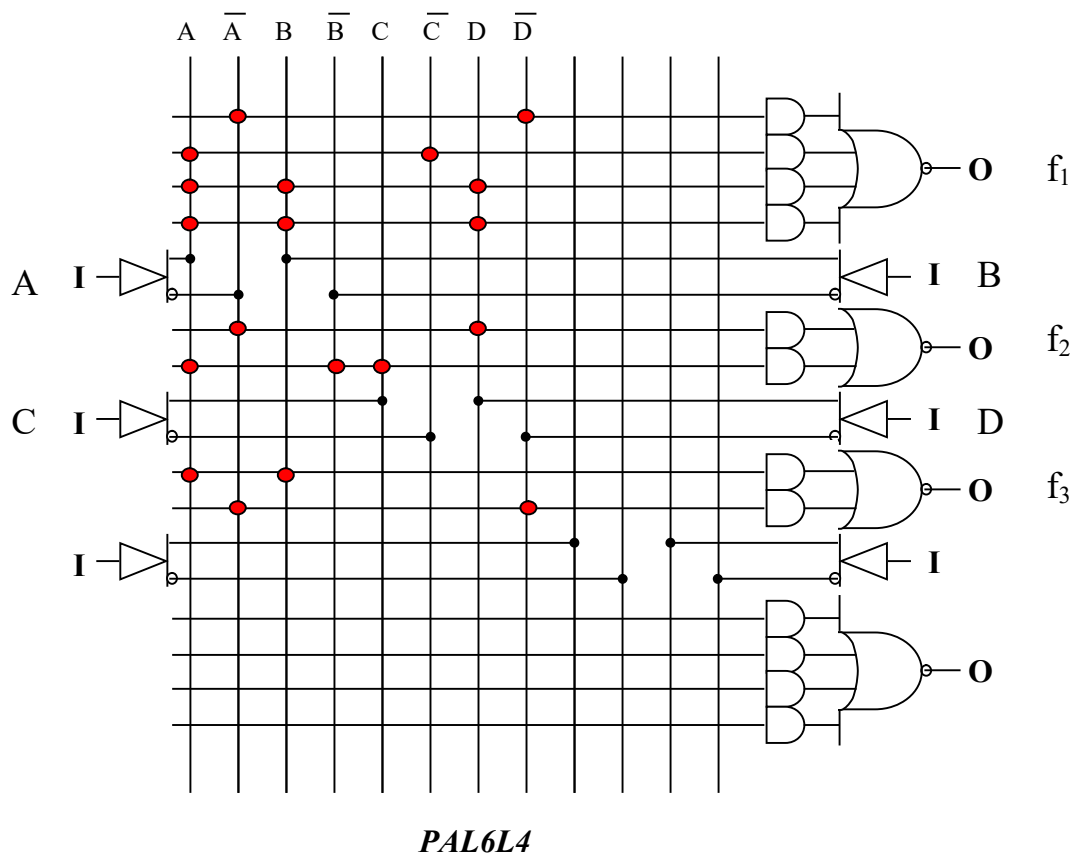 A A̅ B B̅ C C̅ D D̅
O f₁
A I I B
O f₂
C I I D
O f₃
I I
O
PAL6L4